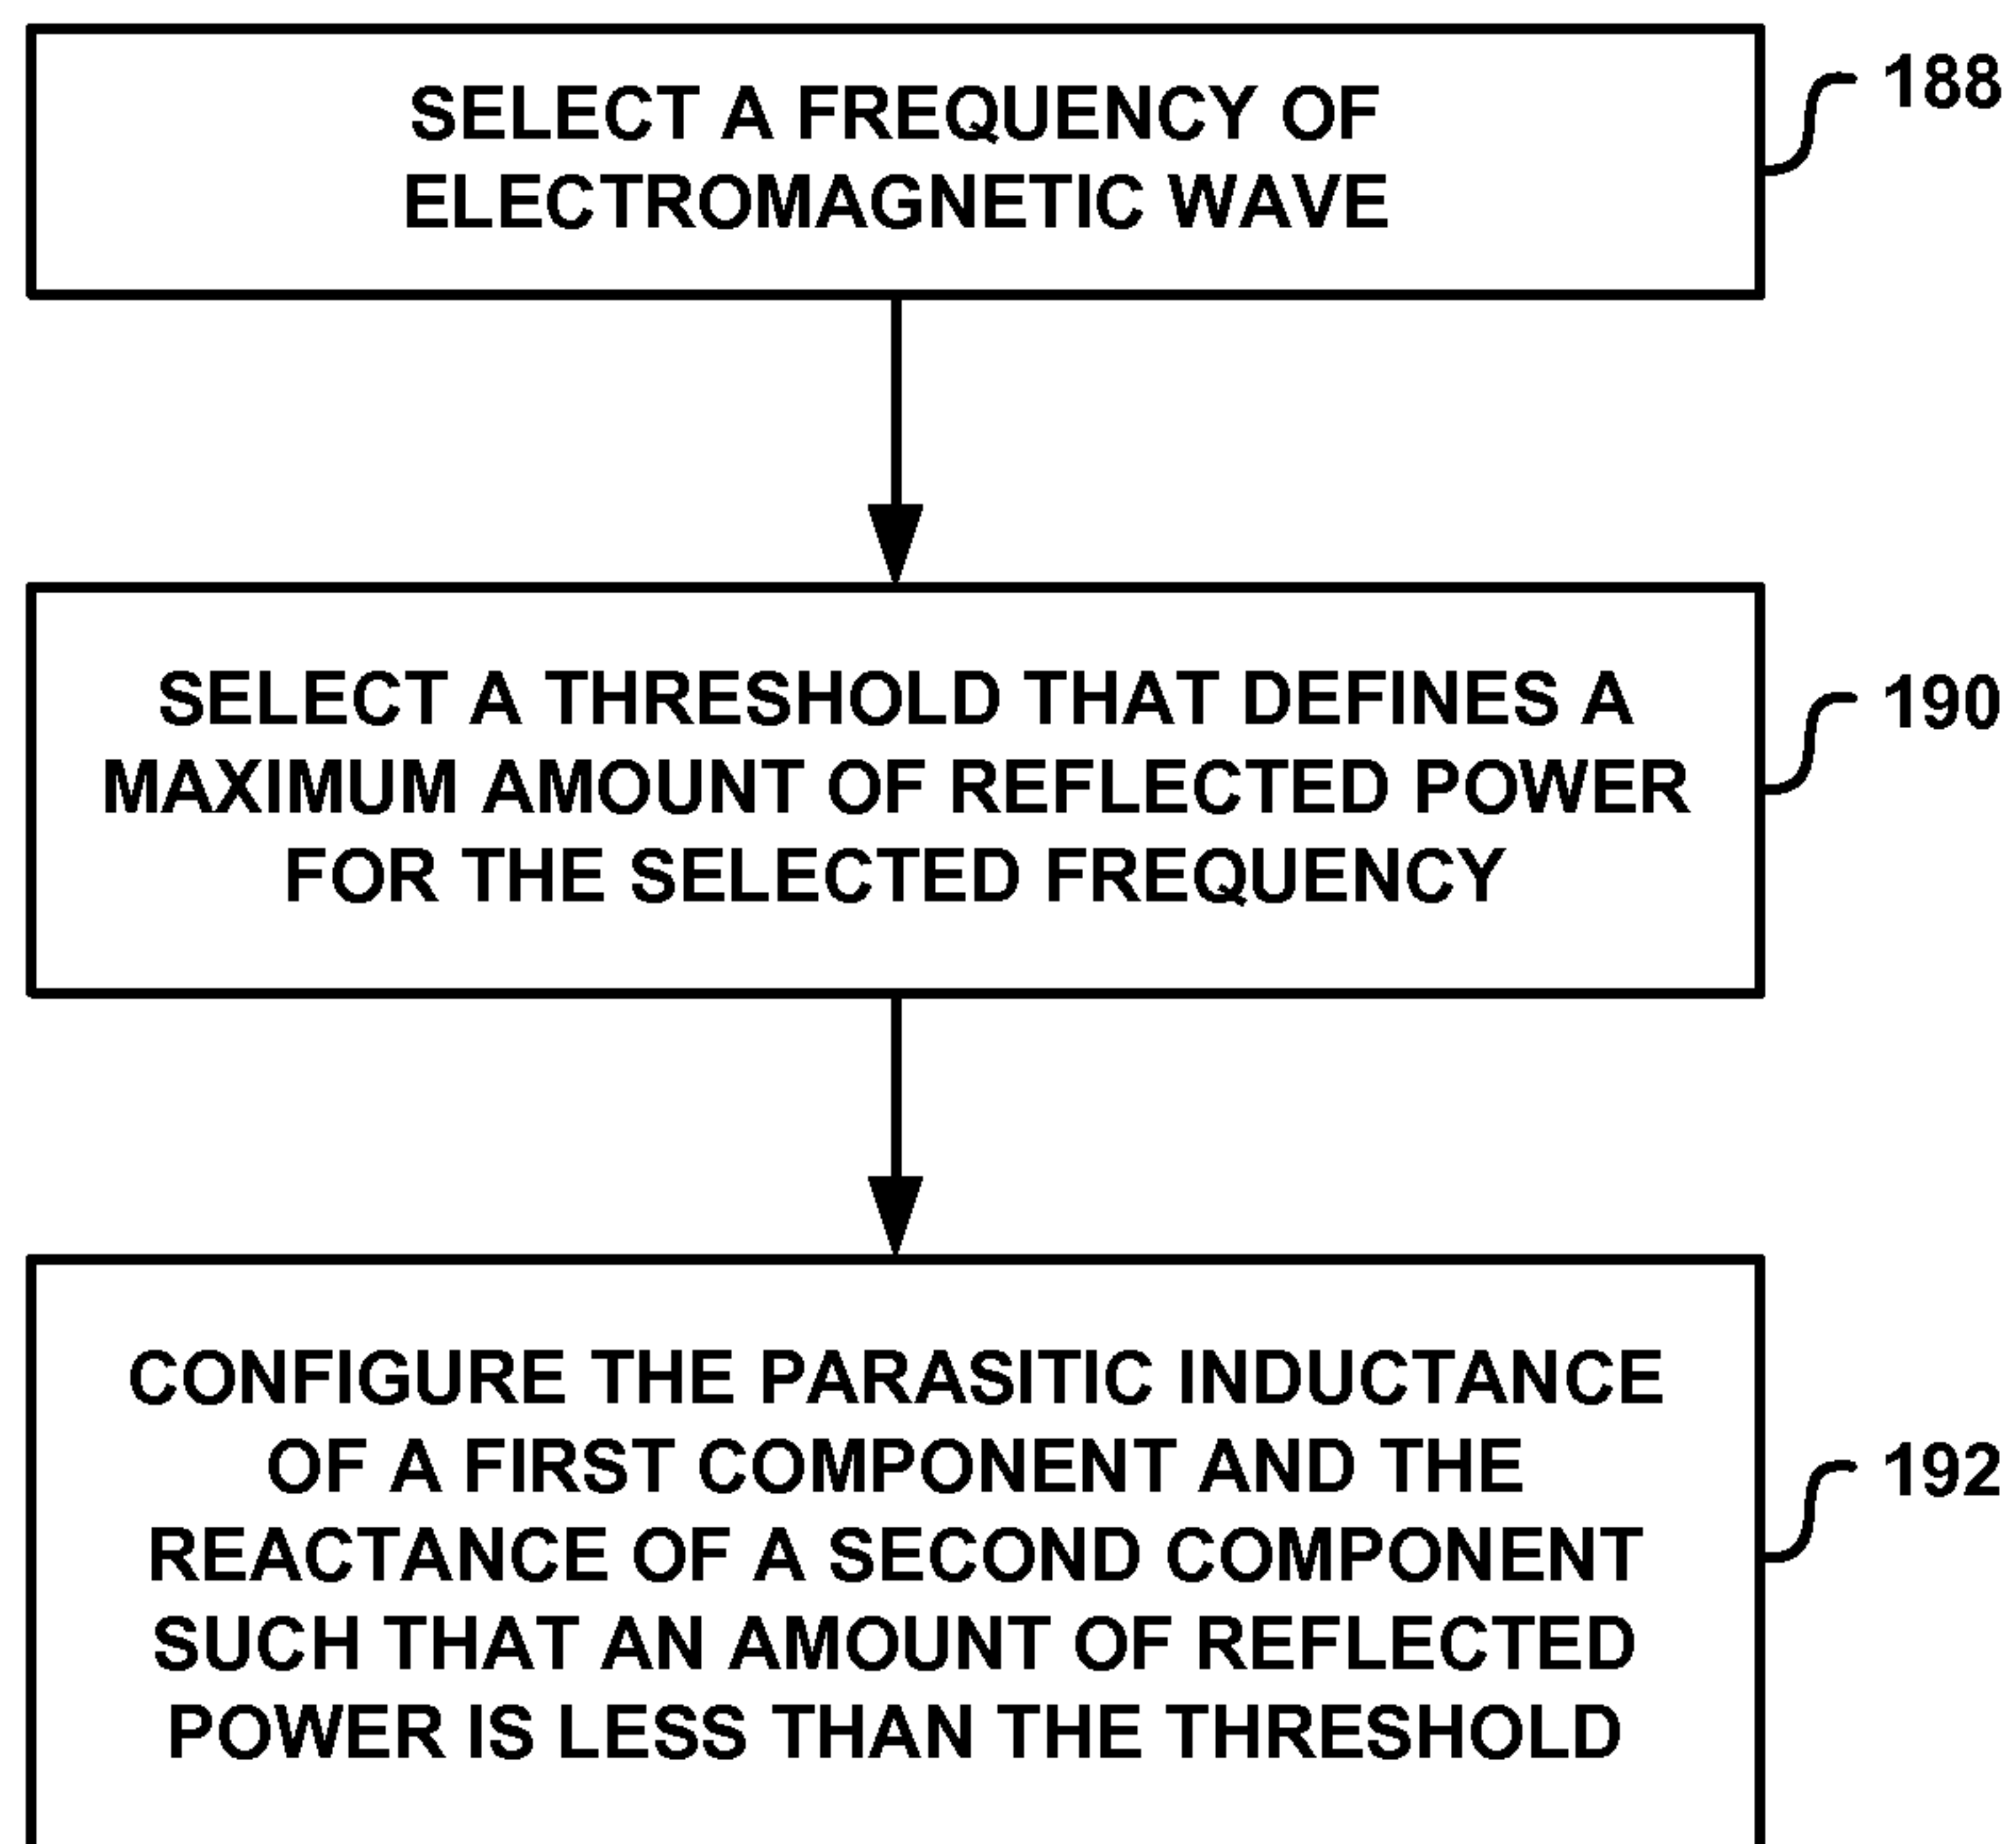 SELECT A FREQUENCY OF
ELECTROMAGNETIC WAVE
188
SELECT A THRESHOLD THAT DEFINES A
MAXIMUM AMOUNT OF REFLECTED POWER
FOR THE SELECTED FREQUENCY
190
CONFIGURE THE PARASITIC INDUCTANCE
OF A FIRST COMPONENT AND THE
REACTANCE OF A SECOND COMPONENT
SUCH THAT AN AMOUNT OF REFLECTED
POWER IS LESS THAN THE THRESHOLD
192